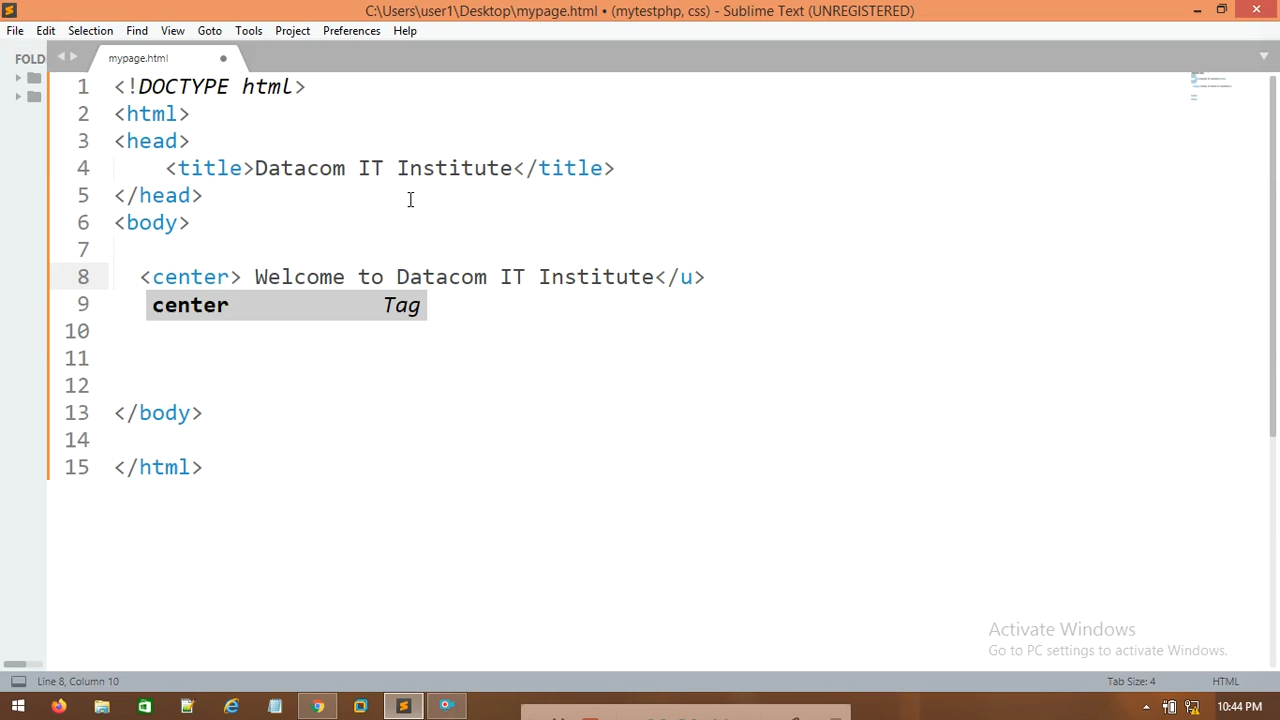 C:\Users\user1\Desktop\mypage.html • (mytestphp, css) - Sublime Text (UNREGISTERED)
File Edit Selection Find View Goto Tools Project Preferences Help
FOLD
mypage.html
1 <!DOCTYPE html>
2 <html>
3 <head>
4 <title>Datacom IT Institute</title>
5 </head>
6 <body>
7
8 <center> Welcome to Datacom IT Institute</u>
9 center Tag
10
11
12
13 </body>
14
15 </html>
Activate Windows
Go to PC settings to activate Windows.
Line 8, Column 10 Tab Size: 4 HTML
10:44 PM